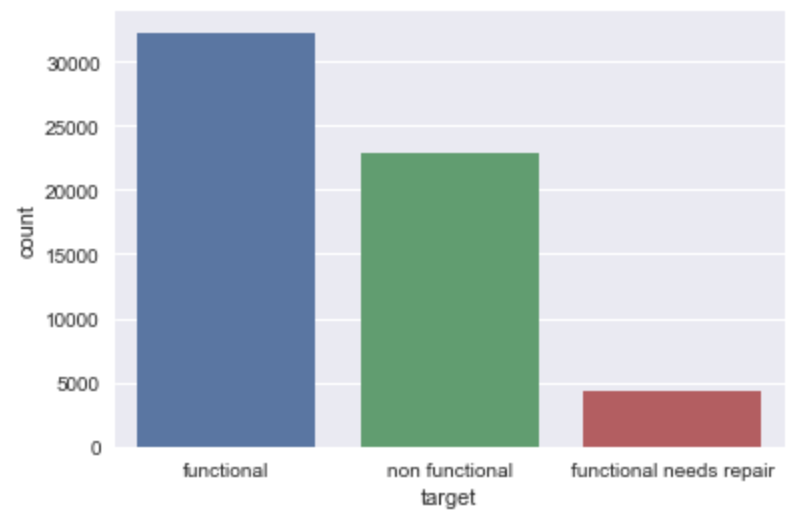 30000
25000
20000
15000
10000
5000
0
count
functional
non functional
functional needs repair
target